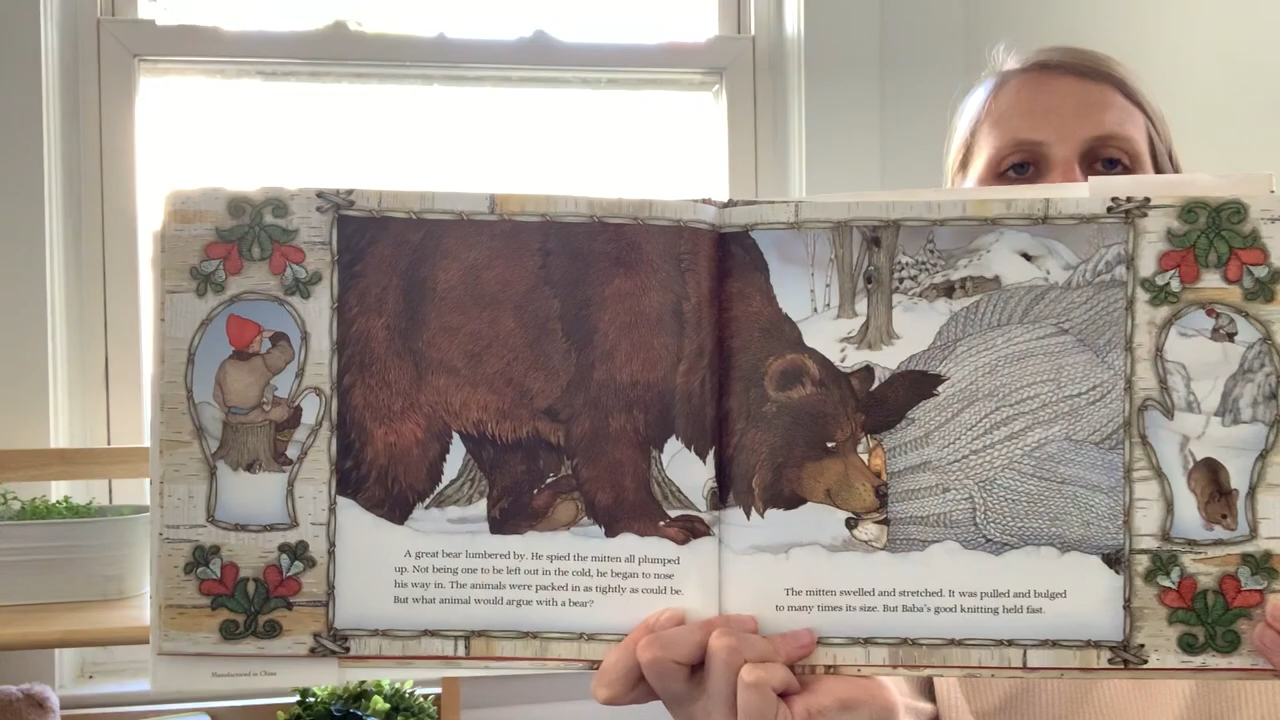 A great bear lumbered by. He spied the mitten all plumped
up. Not being one to be left out in the cold, he began to nose
his way in. The animals were packed in as tightly as could be.
But what animal would argue with a bear?
The mitten swelled and stretched. It was pulled and bulged
to many times its size. But Baba's good knitting held fast.
Manufactured in China